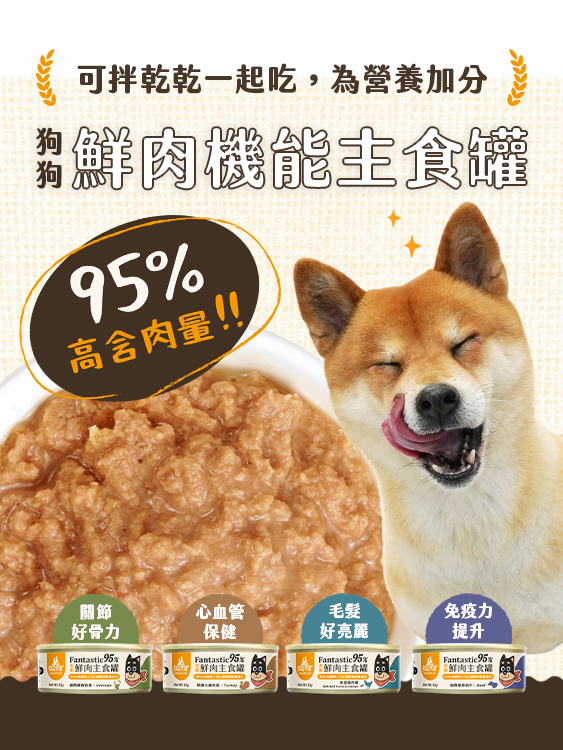 可拌乾乾一起吃，為營養加分
狗狗
鮮肉機能主食罐
95%
高含肉量!!
關節
好骨力
心血管
保健
毛髮
好亮麗
免疫力
提升
Fantastic 95%
鮮肉主食罐
Venison
Fantastic 95%
鮮肉主食罐
Turkey
Fantastic 95%
鮮肉主食罐
Fantastic 95%
鮮肉主食罐
Beef